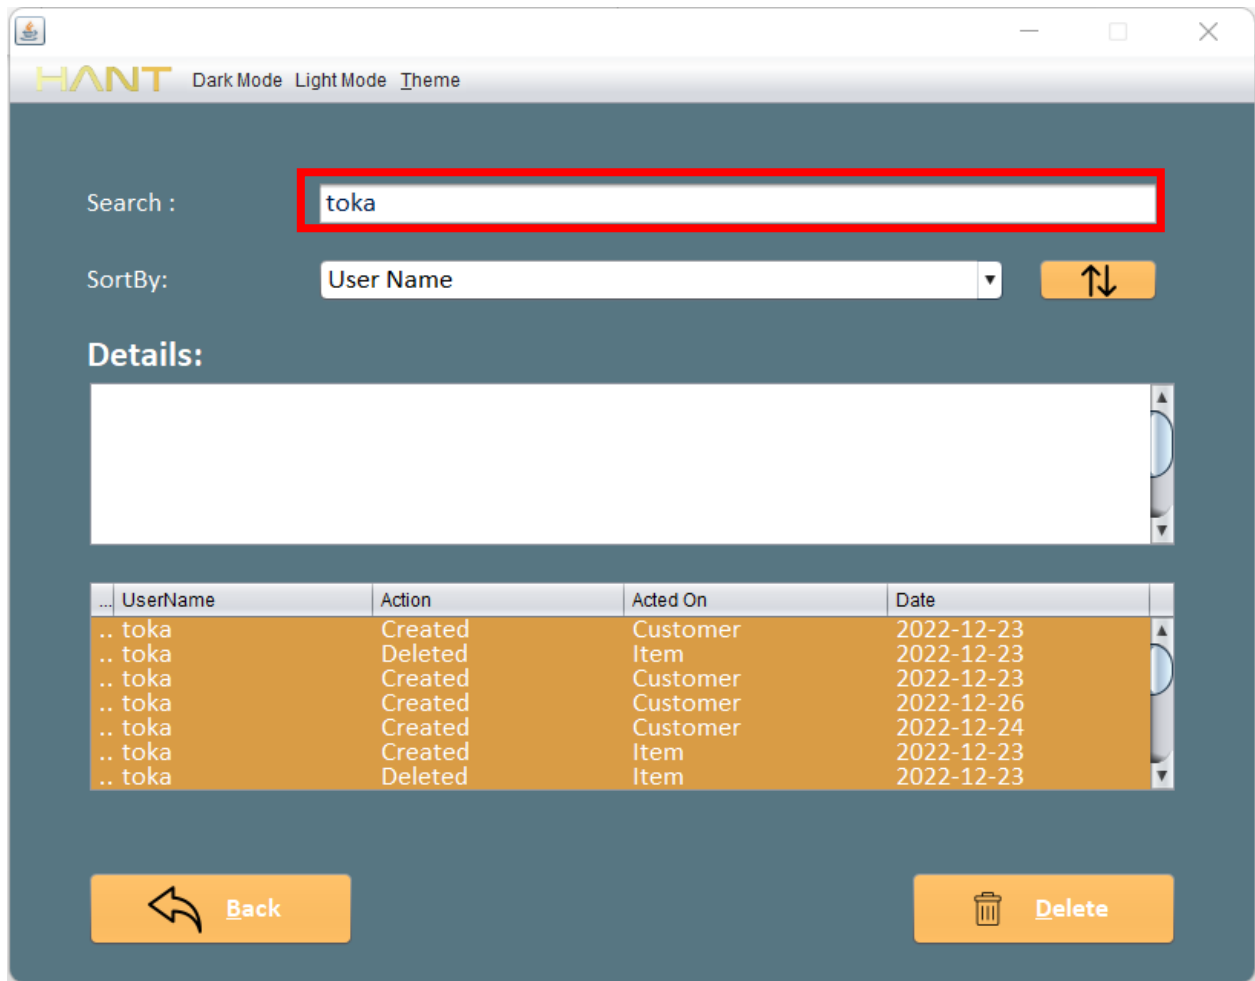 HANT Dark Mode Light Mode Theme
Search : toka
SortBy: User Name
Details:
... UserName Action Acted On Date
.. toka Created Customer 2022-12-23
.. toka Deleted Item 2022-12-23
.. toka Created Customer 2022-12-23
.. toka Created Customer 2022-12-26
.. toka Created Customer 2022-12-24
.. toka Created Item 2022-12-23
.. toka Deleted Item 2022-12-23
Back Delete